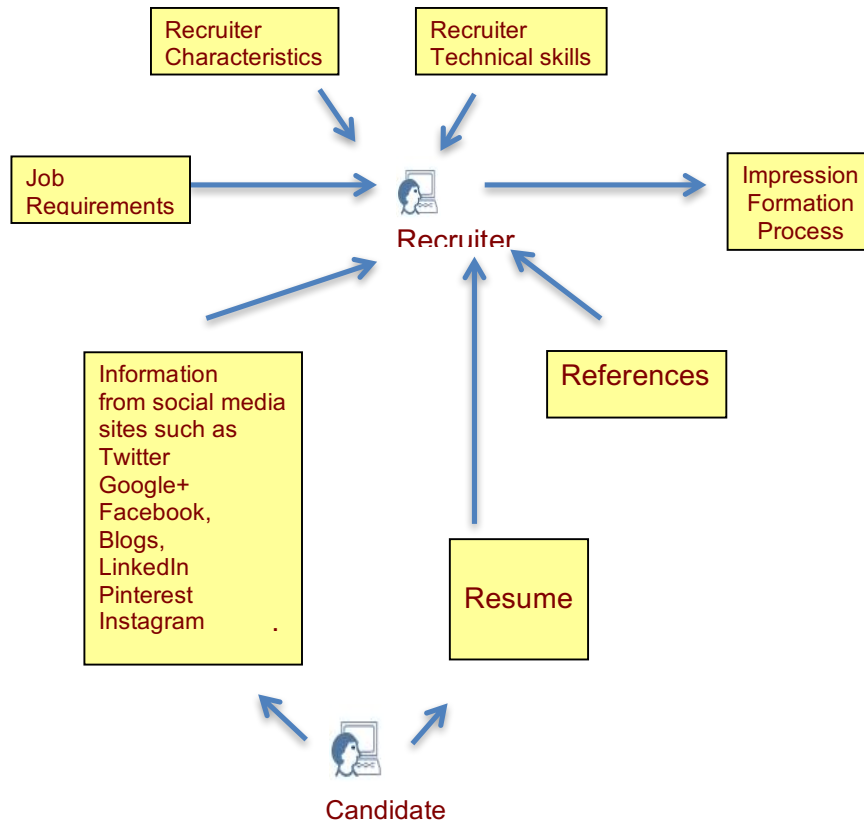 Recruiter
Characteristics
Recruiter
Technical skills
Job
Requirements
Recruiter
Impression
Formation
Process
Information
from social media
sites such as
Twitter
Google+
Facebook,
Blogs,
LinkedIn
Pinterest
Instagram .
References
Resume
Candidate